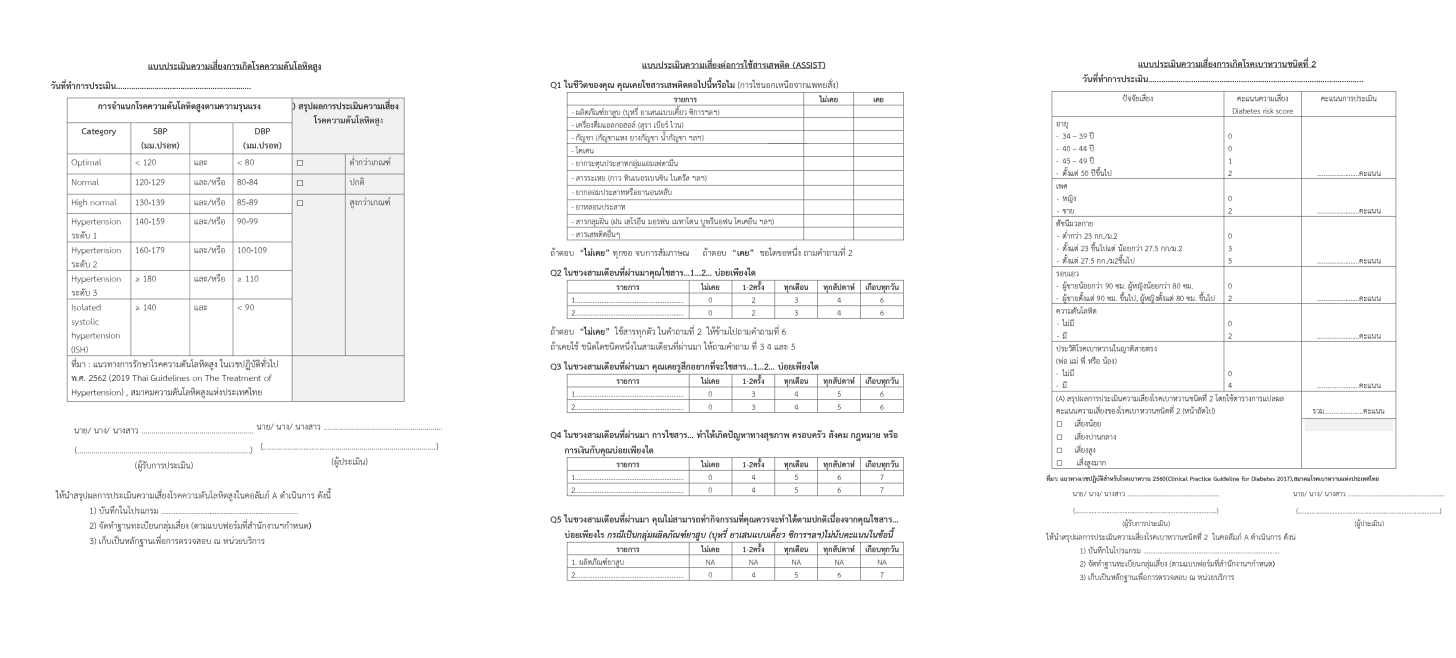 แบบประเมินความเสี่ยงการเกิดโรคความดันโลหิตสูง
วันที่ทำการประเมิน............................................................
การจำแนกโรคความดันโลหิตสูงตามความรุนแรง
) สรุปผลการประเมินความเสี่ยง
โรคความดันโลหิตสูง
Category SBP DBP
(มม.ปรอท) (มม.ปรอท)
Optimal < 120 และ < 80 ☐ ต่ำกว่าเกณฑ์
Normal 120-129 และ/หรือ 80-84 ☐ ปกติ
High normal 130-139 และ/หรือ 85-89 ☐ สูงกว่าเกณฑ์
Hypertension 140-159 และ/หรือ 90-99
ระดับ 1
Hypertension 160-179 และ/หรือ 100-109
ระดับ 2
Hypertension ≥ 180 และ/หรือ ≥ 110
ระดับ 3
Isolated ≥ 140 และ < 90
systolic
hypertension
(ISH)
ที่มา : แนวทางการรักษาโรคความดันโลหิตสูง ในเวชปฏิบัติทั่วไป
พ.ศ. 2562 (2019 Thai Guidelines on The Treatment of
Hypertension) , สมาคมความดันโลหิตสูงแห่งประเทศไทย
นาย/ นาง/ นางสาว ........................................ นาย/ นาง/ นางสาว ........................................
(............................................................) (............................................................)
(ผู้รับการประเมิน) (ผู้ประเมิน)
ให้นำสรุปผลการประเมินความเสี่ยงโรคความดันโลหิตสูงในคอลัมภ์ A ดำเนินการ ดังนี้
1) บันทึกในโปรแกรม ..................................................
2) จัดทำฐานทะเบียนกลุ่มเสี่ยง (ตามแบบฟอร์มที่สำนักงานฯกำหนด)
3) เก็บเป็นหลักฐานเพื่อการตรวจสอบ ณ หน่วยบริการ
แบบประเมินความเสี่ยงต่อการใช้สารเสพติด (ASSIST)
Q1 ในชีวิตของคุณ คุณเคยใชสารเสพติดตอไปนี้หรือไม (การใชนอกเหนือจากแพทยสั่ง)
รายการ ไม่เคย เคย
- ผลิตภัณฑ์ยาสูบ (บุหรี่ ยาเสนแบบเคี้ยว ซิการฯลฯ)
- เครื่องดื่มแอลกอฮอล์ (สุรา เบียร์ ไวน)
- กัญชา (กัญชาแหง ยางกัญชา น้ำกัญชา ฯลฯ)
- โคเคน
- ยากระตุนประสาทกลุ่มแอมเฟตามีน
- สารระเหย (กาว ทินเนอรเบนซิน ไนตรัส ฯลฯ)
- ยากลอมประสาทหรือยานอนหลับ
- ยาหลอนประสาท
- สารกลุมฝิ่น (ฝน เฮโรอีน มอรฟน เมทาโดน บูพรีนอฟน โคเคอีน ฯลฯ)
- สารเสพติดอื่นๆ
ถ้าตอบ “ไม่เคย” ทุกขอ จบการสัมภาษณ ถ้าตอบ “เคย” ขอใดขอหนึ่ง ถามคำถามที่ 2
Q2 ในชวงสามเดือนที่ผ่านมาคุณใชสาร...1...2... บ่อยเพียงใด
รายการ ไม่เคย 1-2ครั้ง ทุกเดือน ทุกสัปดาห์ เกือบทุกวัน
1.................................................. 0 2 3 4 6
2.................................................. 0 2 3 4 6
ถ้าตอบ “ไม่เคย” ใช้สารทุกตัว ในคำถามที่ 2 ให้ข้ามไปถามคำถามที่ 6
ถ้าเคยใช้ ชนิดใดชนิดหนึ่งในสามเดือนที่ผ่านมา ให้ถามคำถาม ที่ 3 4 และ 5
Q3 ในชวงสามเดือนที่ผ่านมา คุณเคยรูสึกอยากที่จะใชสาร...1...2... บ่อยเพียงใด
รายการ ไม่เคย 1-2ครั้ง ทุกเดือน ทุกสัปดาห์ เกือบทุกวัน
1.................................................. 0 3 4 5 6
2.................................................. 0 3 4 5 6
Q4 ในชวงสามเดือนที่ผ่านมา การใชสาร... ทำให้เกิดปัญหาทางสุขภาพ ครอบครัว สังคม กฎหมาย หรือ
การเงินกับคุณบ่อยเพียงใด
รายการ ไม่เคย 1-2ครั้ง ทุกเดือน ทุกสัปดาห์ เกือบทุกวัน
1.................................................. 0 4 5 6 7
2.................................................. 0 4 5 6 7
Q5 ในชวงสามเดือนที่ผ่านมา คุณไม่สามารถทำกิจกรรมที่คุณควรจะทำได้ตามปกติเนื่องจากคุณใชสาร...
บ่อยเพียงไร กรณีเป็นกลุ่มผลิตภัณฑ์ยาสูบ (บุหรี่ ยาเสนแบบเคี้ยว ซิการฯลฯ)ไม่นับคะแนนในข้อนี้
รายการ ไม่เคย 1-2ครั้ง ทุกเดือน ทุกสัปดาห์ เกือบทุกวัน
1. ผลิตภัณฑ์ยาสูบ NA NA NA NA NA
2.................................................. 0 4 5 6 7
แบบประเมินความเสี่ยงการเกิดโรคเบาหวานชนิดที่ 2
วันที่ทำการประเมิน............................................................
ปัจจัยเสี่ยง คะแนนความเสี่ยง คะแนนการประเมิน
Diabetes risk score
อายุ
- 34 – 39 ปี 0
- 40 – 44 ปี 0
- 45 – 49 ปี 1
- ตั้งแต่ 50 ปีขึ้นไป 2 ....................คะแนน
เพศ
- หญิง 0
- ชาย 2 ....................คะแนน
ดัชนีมวลกาย
- ต่ำกว่า 23 กก./ม.2 0
- ตั้งแต่ 23 ขึ้นไปแต่ น้อยกว่า 27.5 กก/ม.2 3
- ตั้งแต่ 27.5 กก./ม2ขึ้นไป 5 ....................คะแนน
รอบเอว
- ผู้ชายน้อยกว่า 90 ซม. ผู้หญิงน้อยกว่า 80 ซม. 0
- ผู้ชายตั้งแต่ 90 ซม. ขึ้นไป, ผู้หญิงตั้งแต่ 80 ซม. ขึ้นไป 2 ....................คะแนน
ความดันโลหิต
- ไม่มี 0
- มี 2 ....................คะแนน
ประวัติโรคเบาหวานในญาติสายตรง
(พ่อ แม่ พี่ หรือ น้อง)
- ไม่มี 0
- มี 4 ....................คะแนน
(A) สรุปผลการประเมินความเสี่ยงโรคเบาหวานชนิดที่ 2 โดยใช้ตารางการแปลผล
คะแนนความเสี่ยงของโรคเบาหวานชนิดที่ 2 (หน้าถัดไป) รวม....................คะแนน
☐ เสี่ยงน้อย
☐ เสี่ยงปานกลาง
☐ เสี่ยงสูง
☐ เสี่งสูงมาก
ที่มา: แนวทางเวชปฏิบัติสำหรับโรคเบาหวาน 2560(Clinical Practice Guideline for Diabetes 2017),สมาคมโรคเบาหวานแห่งประเทศไทย
นาย/ นาง/ นางสาว ........................................ นาย/ นาง/ นางสาว ........................................
(............................................................) (............................................................)
(ผู้รับการประเมิน) (ผู้ประเมิน)
ให้นำสรุปผลการประเมินความเสี่ยงโรคเบาหวานชนิดที่ 2 ในคอลัมภ์ A ดำเนินการ ดังนี้
1) บันทึกในโปรแกรม ..................................................
2) จัดทำฐานทะเบียนกลุ่มเสี่ยง (ตามแบบฟอร์มที่สำนักงานฯกำหนด)
3) เก็บเป็นหลักฐานเพื่อการตรวจสอบ ณ หน่วยบริการ